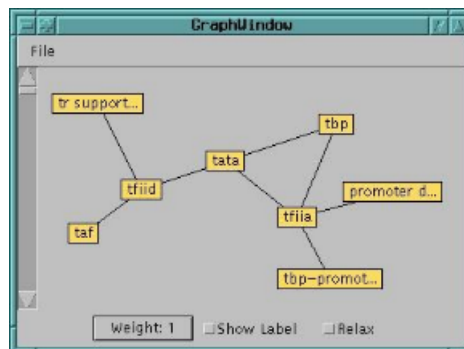 GraphWindow
File
tr support...
tbp
tata
tfiid
promoter d...
tfiia
taf
tbp-promot...
Weight: 1
Show Label
Relax